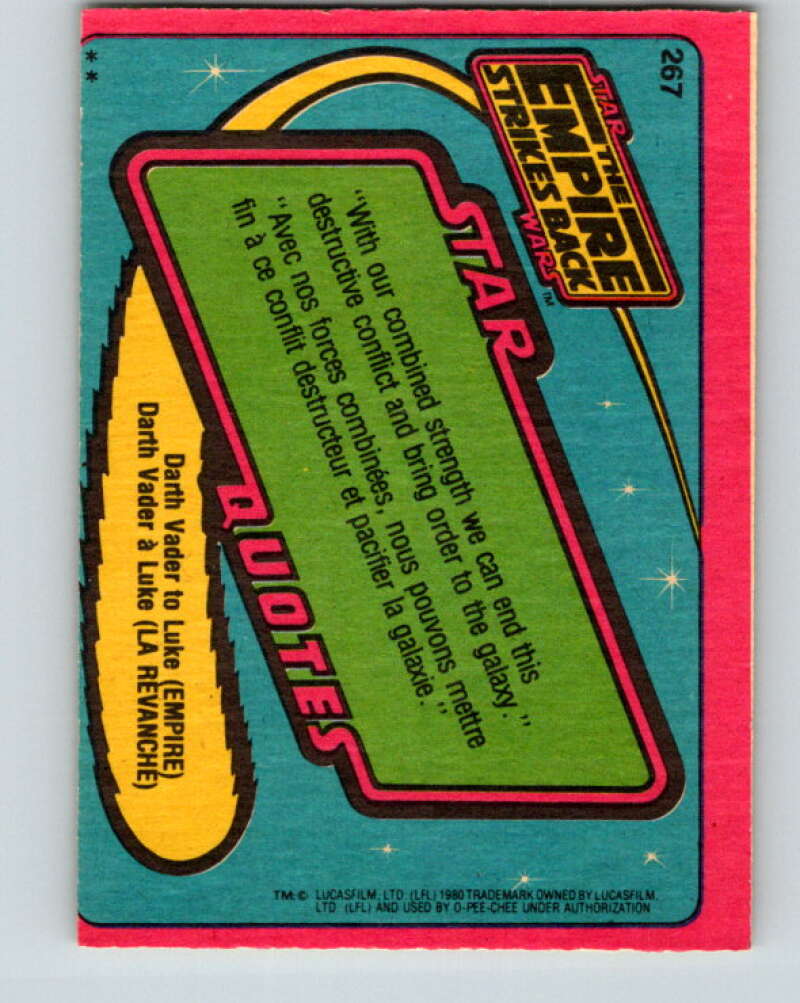 267
STAR
THE
EMPIRE
STRIKES BACK
WARS™
STAR
"With our combined strength we can end this
destructive conflict and bring order to the galaxy."
"Avec nos forces combinées, nous pouvons mettre
fin à ce conflit destructeur et pacifier la galaxie."
QUOTES
Darth Vader to Luke (EMPIRE)
Darth Vader à Luke (LA REVANCHE)
TM: © LUCASFILM, LTD (LFL) 1980 TRADEMARK OWNED BY LUCASFILM,
LTD (LFL) AND USED BY O-PEE-CHEE UNDER AUTHORIZATION
**